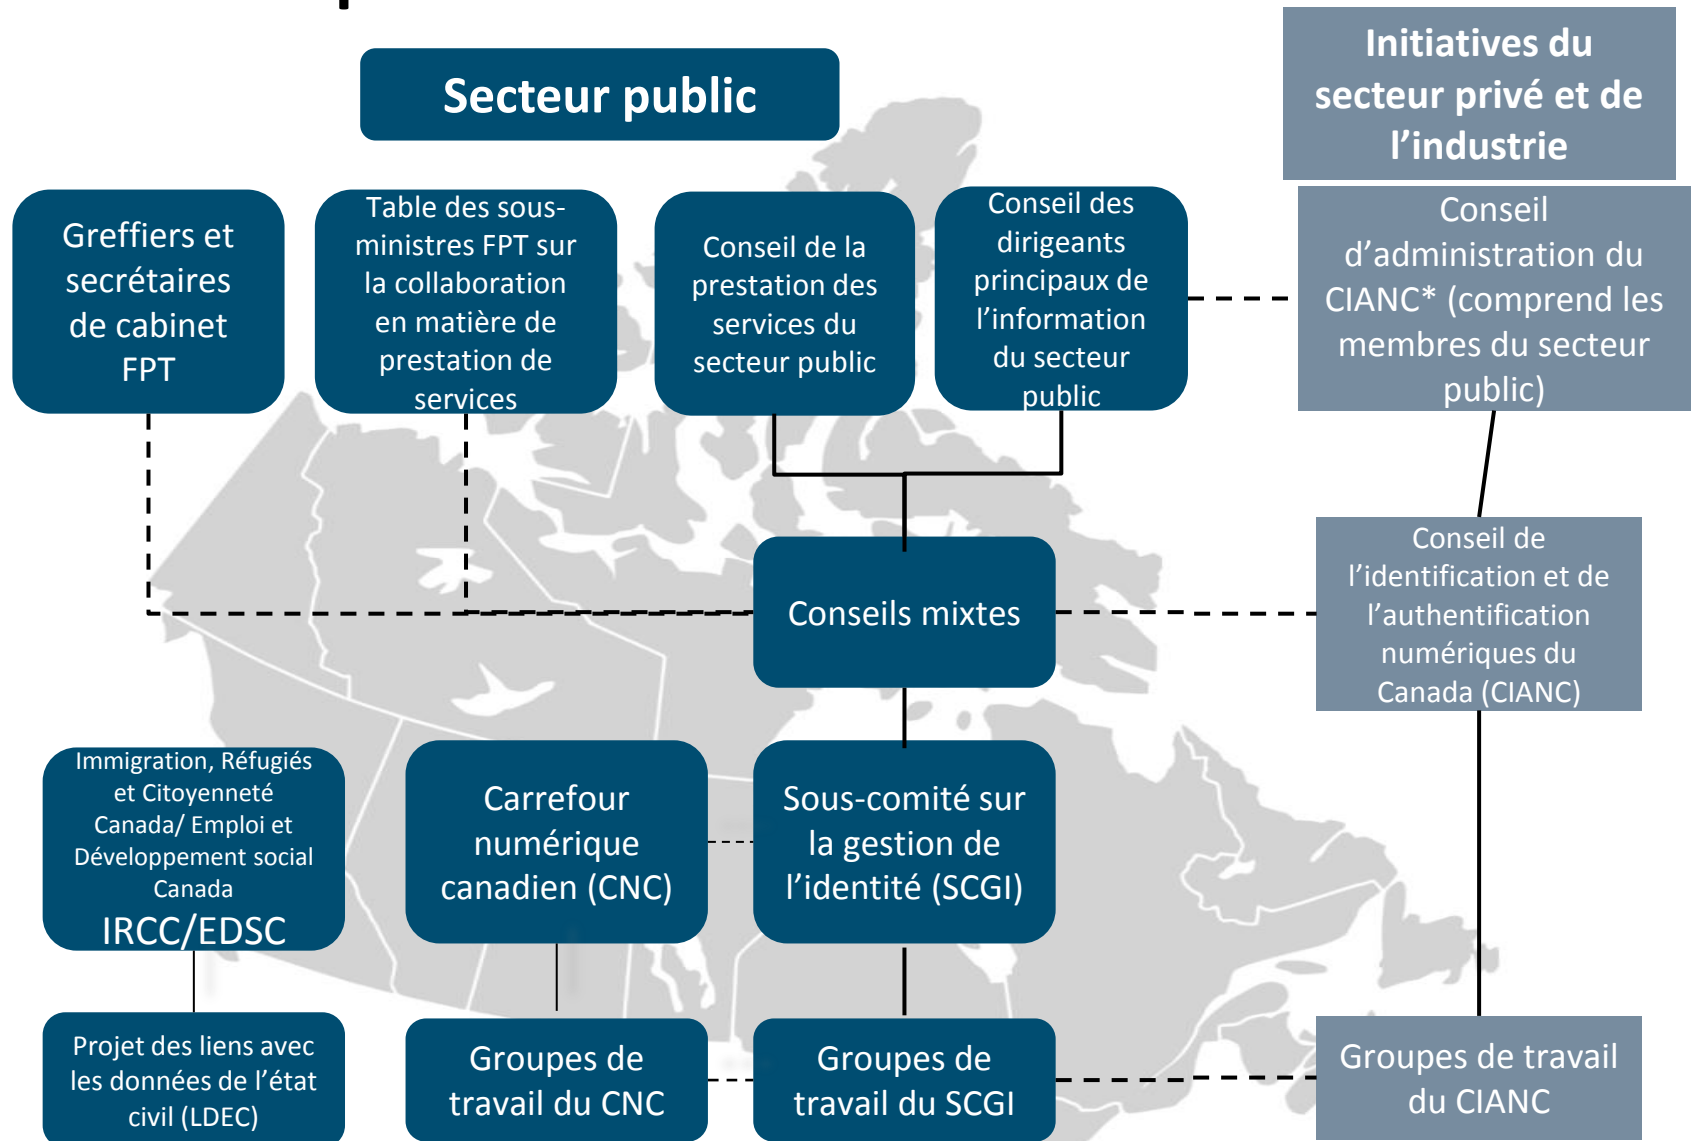 Secteur public
Initiatives du
secteur privé et de
l’industrie
Greffiers et
secrétaires
de cabinet
FPT
Table des sous-
ministres FPT sur
la collaboration
en matière de
prestation de
services
Conseil de la
prestation des
services du
secteur public
Conseil des
dirigeants
principaux de
l’information
du secteur
public
Conseil
d’administration du
CIANC* (comprend les
membres du secteur
public)
Conseils mixtes
Conseil de
l’identification et de
l’authentification
numériques du
Canada (CIANC)
Immigration, Réfugiés
et Citoyenneté
Canada/ Emploi et
Développement social
Canada
IRCC/EDSC
Carrefour
numérique
canadien (CNC)
Sous-comité sur
la gestion de
l’identité (SCGI)
Projet des liens avec
les données de l’état
civil (LDEC)
Groupes de
travail du CNC
Groupes de
travail du SCGI
Groupes de travail
du CIANC